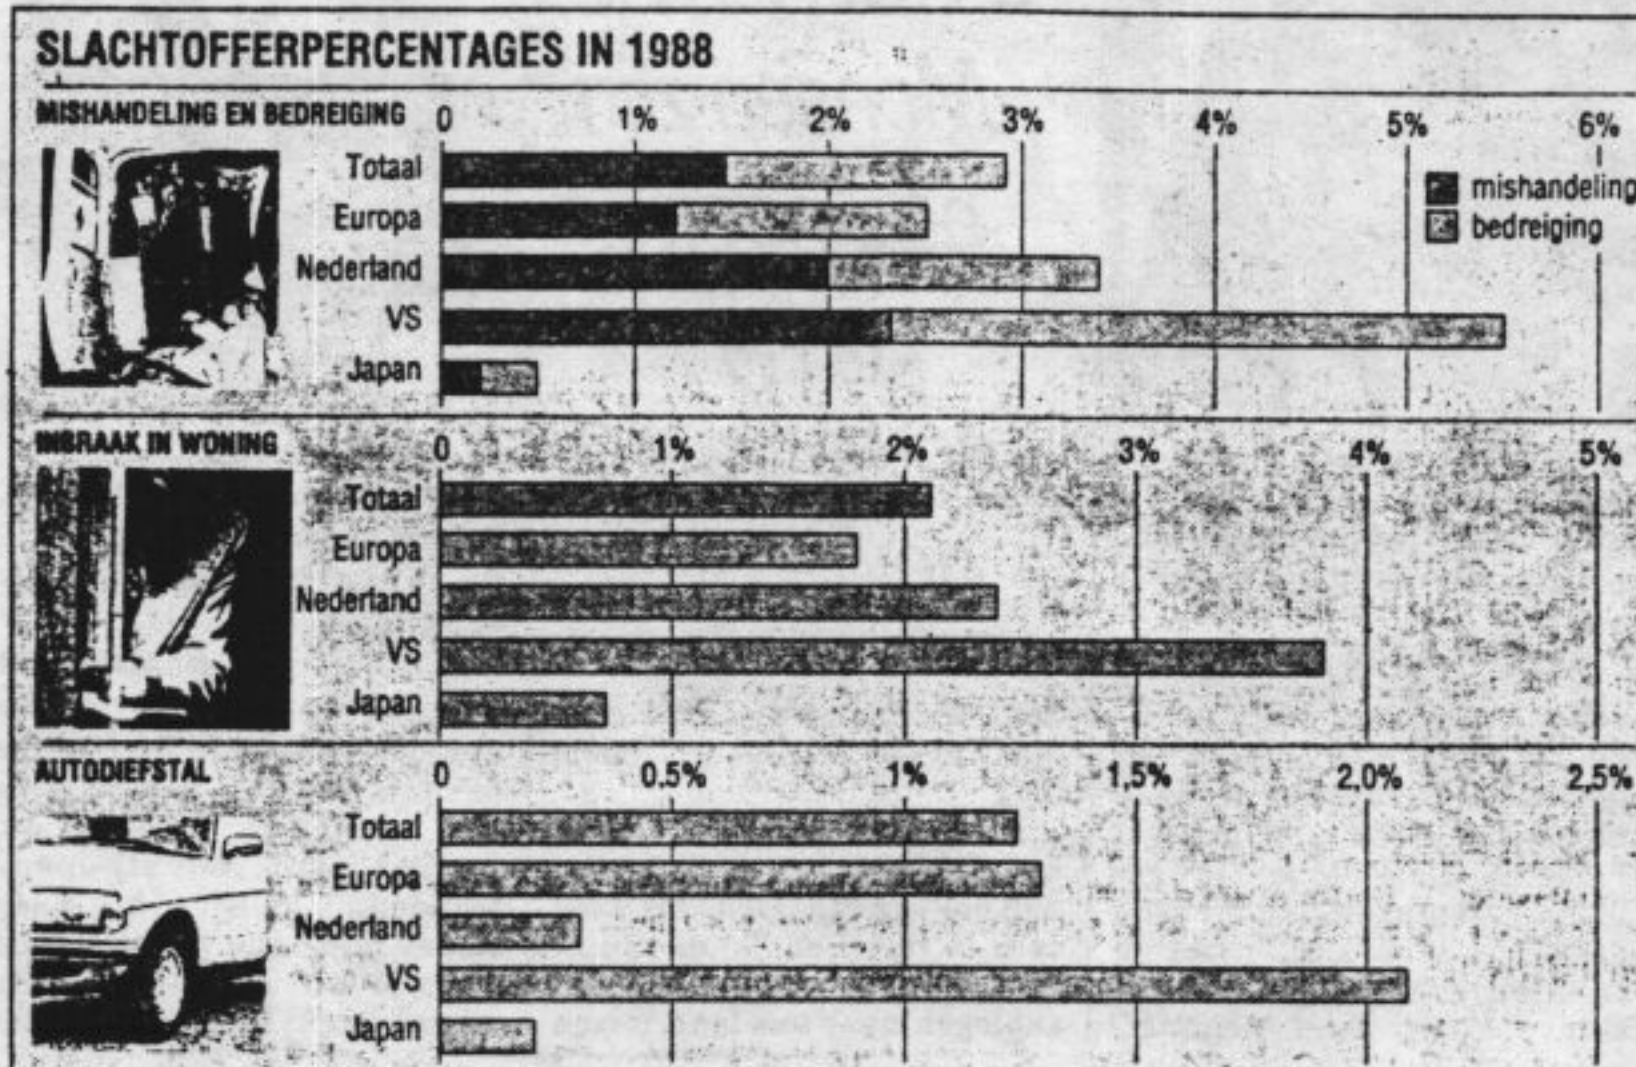 SLACHTOFFERPERCENTAGES IN 1988
MISHANDELING EN BEDREIGING 0 1% 2% 3% 4% 5% 6%
Totaal
Europa
Nederland
VS
Japan
mishandeling
bedreiging
INBRAAK IN WONING 0 1% 2% 3% 4% 5%
Totaal
Europa
Nederland
VS
Japan
AUTODIEFSTAL 0 0.5% 1% 1,5% 2,0% 2,5%
Totaal
Europa
Nederland
VS
Japan